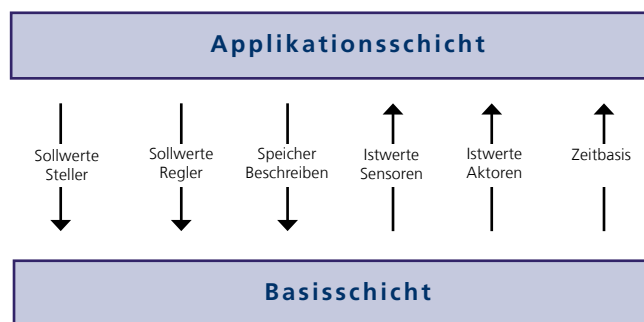 Applikationsschicht
Sollwerte
Steller
Sollwerte
Regler
Speicher
Beschreiben
Istwerte
Sensoren
Istwerte
Aktoren
Zeitbasis
Basisschicht